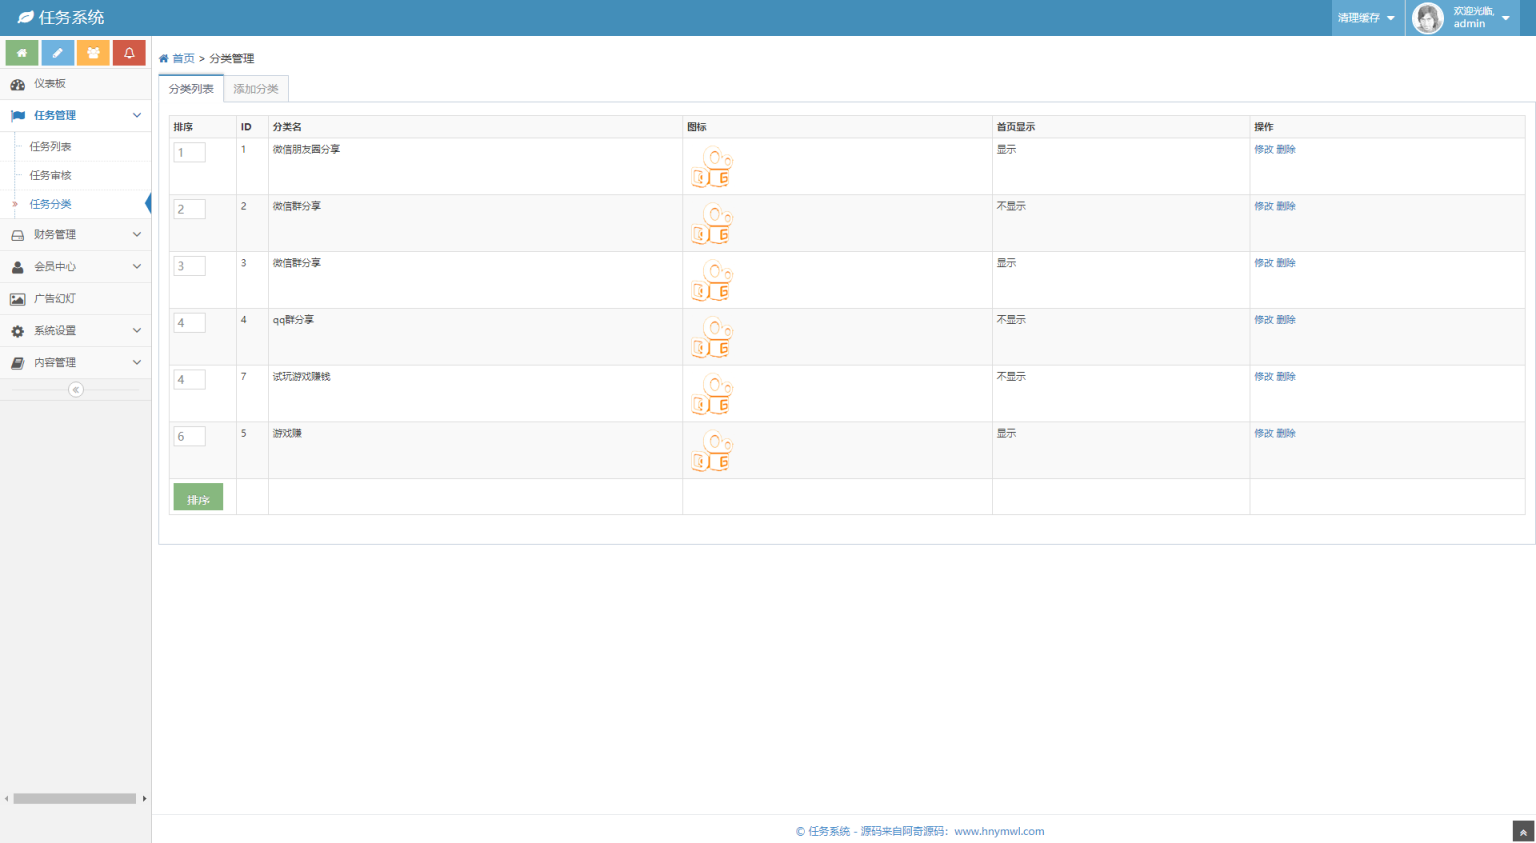 任务系统
清理缓存
欢迎光临,
admin
仪表板
任务管理
任务列表
任务审核
任务分类
财务管理
会员中心
广告幻灯
系统设置
内容管理
首页 > 分类管理
分类列表 添加分类
排序 ID 分类名 图标 首页显示 操作
1 1 微信朋友圈分享 显示 修改 删除
2 2 微信群分享 不显示 修改 删除
3 3 微信群分享 显示 修改 删除
4 4 qq群分享 不显示 修改 删除
4 7 试玩游戏赚钱 不显示 修改 删除
6 5 游戏赚 显示 修改 删除
排序
© 任务系统 - 源码来自阿奇源码：www.hnymwl.com